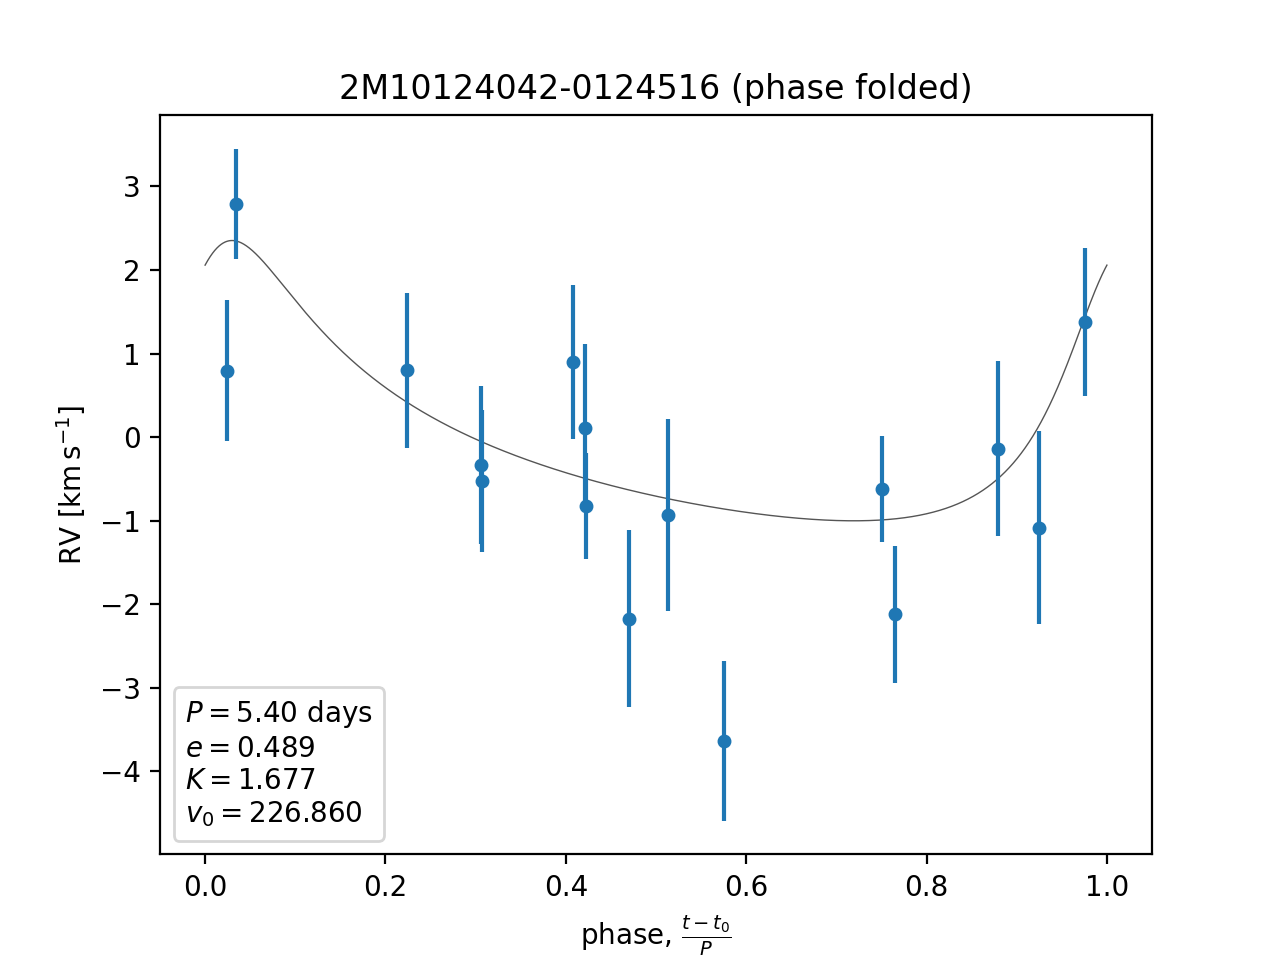 2M10124042-0124516 (phase folded)
RV [km s⁻¹]
3
2
1
0
−1
−2
−3
−4
P = 5.40 days
e = 0.489
K = 1.677
v₀ = 226.860
0.0 0.2 0.4 0.6 0.8 1.0
phase, (t − t₀)/P